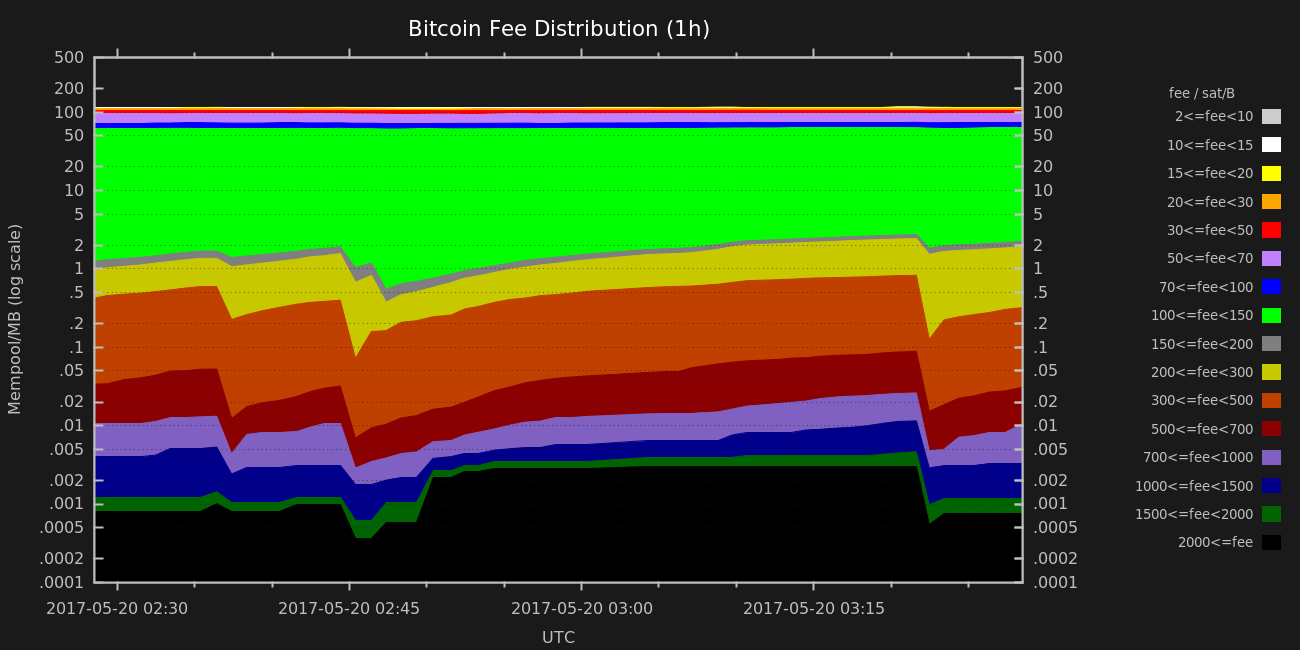 Bitcoin Fee Distribution (1h)
Mempool/MB (log scale)
500
200
100
50
20
10
5
2
1
.5
.2
.1
.05
.02
.01
.005
.002
.001
.0005
.0002
.0001
500
200
100
50
20
10
5
2
1
.5
.2
.1
.05
.02
.01
.005
.002
.001
.0005
.0002
.0001
2017-05-20 02:30 2017-05-20 02:45 2017-05-20 03:00 2017-05-20 03:15
UTC
fee / sat/B
2<=fee<10
10<=fee<15
15<=fee<20
20<=fee<30
30<=fee<50
50<=fee<70
70<=fee<100
100<=fee<150
150<=fee<200
200<=fee<300
300<=fee<500
500<=fee<700
700<=fee<1000
1000<=fee<1500
1500<=fee<2000
2000<=fee